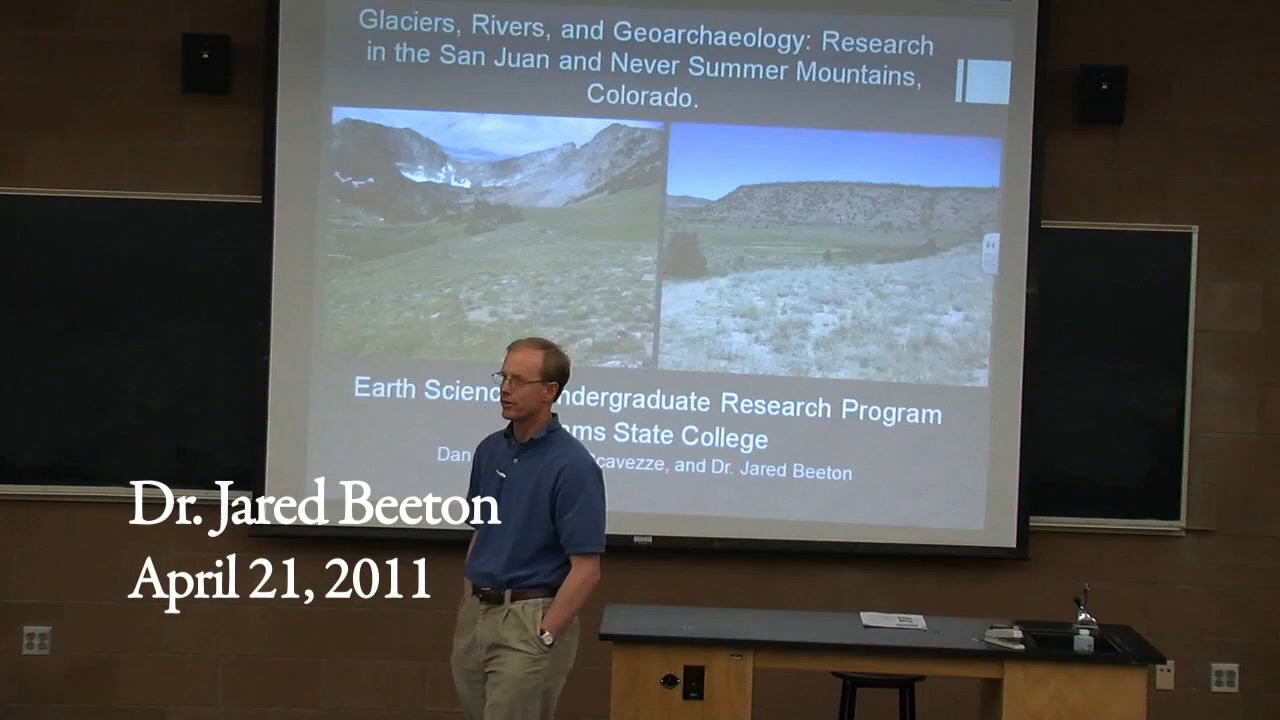 Glaciers, Rivers, and Geoarchaeology: Research
in the San Juan and Never Summer Mountains,
Colorado.
Earth Science Undergraduate Research Program
State College
and Dr. Jared Beeton
Dr. Jared Beeton
April 21, 2011